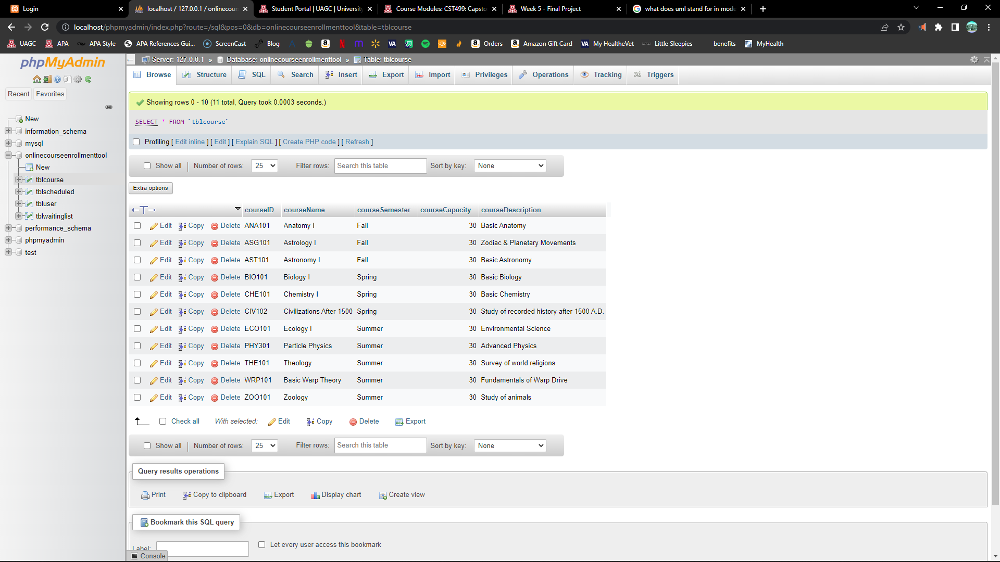 Login
localhost / 127.0.0.1 / onlinecours
Student Portal | UAGC | University
Course Modules: CST499: Capsto
Week 5 - Final Project
what does uml stand for in mode
localhost/phpmyadmin/index.php?route=/sql&pos=0&db=onlinecourseenrollmenttool&table=tblcourse
UAGC APA APA Style APA References Gui... ScreenCast Blog Orders Amazon Gift Card My HealtheVet Little Sleepies benefits MyHealth
phpMyAdmin
Recent Favorites
New
information_schema
mysql
onlinecourseenrollmenttool
New
tblcourse
tblscheduled
tbluser
tblwaitinglist
performance_schema
phpmyadmin
test
Server: 127.0.0.1 » Database: onlinecourseenrollmenttool » Table: tblcourse
Browse Structure SQL Search Insert Export Import Privileges Operations Tracking Triggers
Showing rows 0 - 10 (11 total, Query took 0.0003 seconds.)
SELECT * FROM `tblcourse`
Profiling [ Edit inline ] [ Edit ] [ Explain SQL ] [ Create PHP code ] [ Refresh ]
Show all | Number of rows: 25 Filter rows: Search this table Sort by key: None
Extra options
courseID courseName courseSemester courseCapacity courseDescription
Edit Copy Delete ANA101 Anatomy I Fall 30 Basic Anatomy
Edit Copy Delete ASG101 Astrology I Fall 30 Zodiac & Planetary Movements
Edit Copy Delete AST101 Astronomy I Fall 30 Basic Astronomy
Edit Copy Delete BIO101 Biology I Spring 30 Basic Biology
Edit Copy Delete CHE101 Chemistry I Spring 30 Basic Chemistry
Edit Copy Delete CIV102 Civilizations After 1500 Spring 30 Study of recorded history after 1500 A.D.
Edit Copy Delete ECO101 Ecology I Summer 30 Environmental Science
Edit Copy Delete PHY301 Particle Physics Summer 30 Advanced Physics
Edit Copy Delete THE101 Theology Summer 30 Survey of world religions
Edit Copy Delete WRP101 Basic Warp Theory Summer 30 Fundamentals of Warp Drive
Edit Copy Delete ZOO101 Zoology Summer 30 Study of animals
Check all With selected: Edit Copy Delete Export
Show all | Number of rows: 25 Filter rows: Search this table Sort by key: None
Query results operations
Print Copy to clipboard Export Display chart Create view
Bookmark this SQL query
Label: Let every user access this bookmark
Console